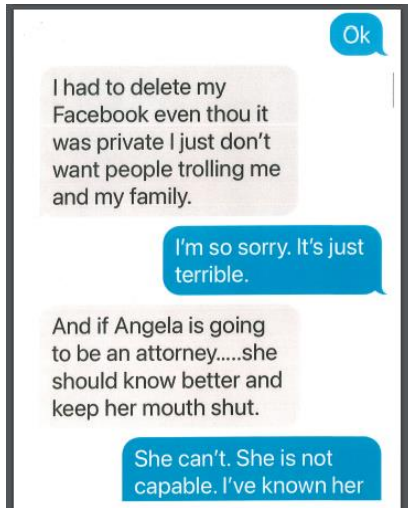 Ok
I had to delete my
Facebook even thou it
was private I just don't
want people trolling me
and my family.
I'm so sorry. It's just
terrible.
And if Angela is going
to be an attorney.....she
should know better and
keep her mouth shut.
She can't. She is not
capable. I've known her